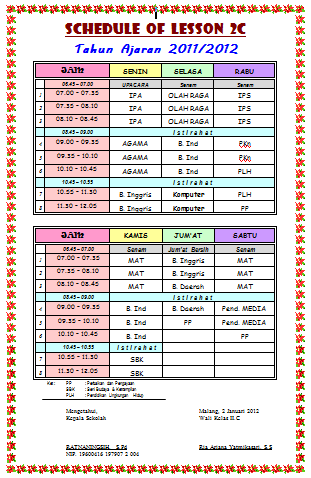 SCHEDULE OF LESSON 2C
Tahun Ajaran 2011/2012
JAM SENIN SELASA RABU
06.45 – 07.00 UPACARA Senam Senam
1 07.00 – 07.35 IPA OLAH RAGA IPS
2 07.35 – 08.10 IPA OLAH RAGA IPS
3 08.10 – 08.45 IPA OLAH RAGA IPS
08.45 – 09.00 Istirahat
4 09.00 – 09.35 AGAMA B. Ind PKn
5 09.35 – 10.10 AGAMA B. Ind PKn
6 10.10 – 10.45 AGAMA B. Ind PLH
10.45 – 10.55 Istirahat
7 10.55 – 11.30 B. Inggris Komputer PLH
8 11.30 – 12.05 B. Inggris Komputer PP
JAM KAMIS JUM'AT SABTU
06.45 – 07.00 Senam Jum'at Bersih Senam
1 07.00 – 07.35 MAT B. Inggris MAT
2 07.35 – 08.10 MAT B. Inggris MAT
3 08.10 – 08.45 MAT B. Daerah MAT
08.45 – 09.00 Istirahat
4 09.00 – 09.35 B. Ind B. Daerah Pend. MEDIA
5 09.35 – 10.10 B. Ind PP Pend. MEDIA
6 10.10 – 10.45 B. Ind PP
10.45 – 10.55 Istirahat
7 10.55 – 11.30 SBK
8 11.30 – 12.05 SBK
Ket: PP : Perbaikan dan Pengayaan
SBK : Seni Budaya & Ketrampilan
PLH : Pendidikan Lingkungan Hidup
Mengetahui, Malang, 2 Januari 2012
Kepala Sekolah Wali Kelas II C
RATNANINGSIH, S.Pd Ria Ariana Yatmikasari, S.S
NIP. 19600616 197907 2 006